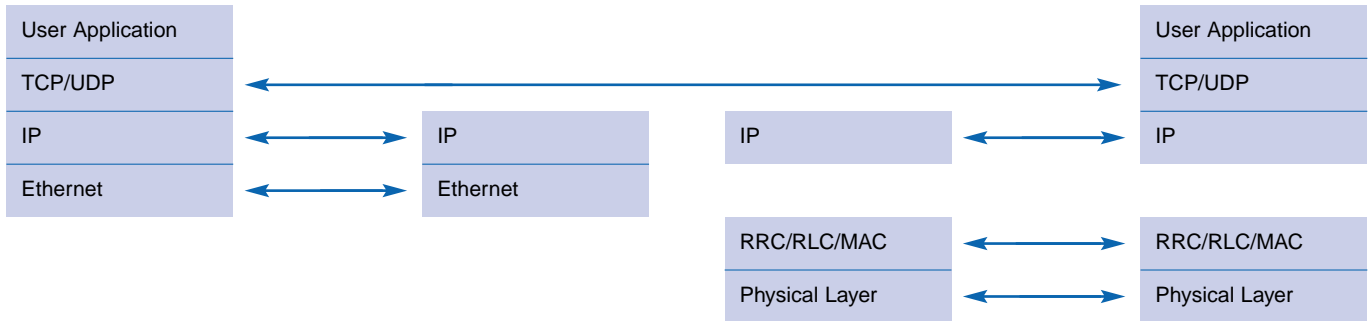 User Application
TCP/UDP
IP
Ethernet
IP
Ethernet
IP
RRC/RLC/MAC
Physical Layer
User Application
TCP/UDP
IP
RRC/RLC/MAC
Physical Layer